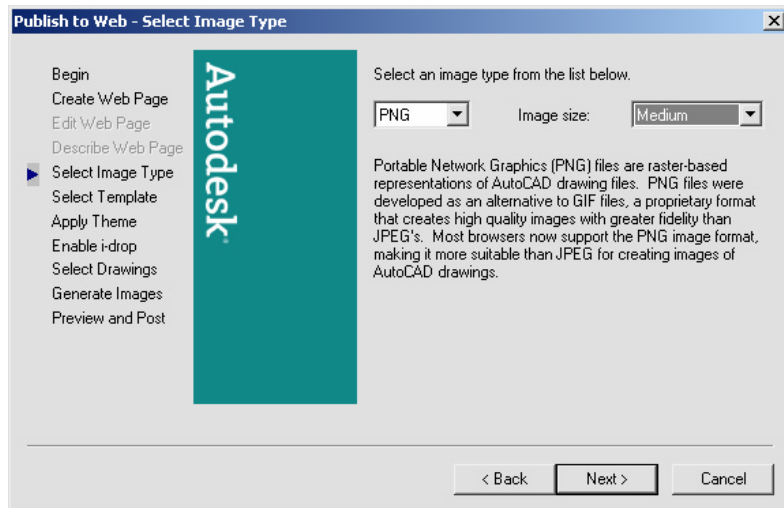 Publish to Web - Select Image Type
Begin
Create Web Page
Edit Web Page
Describe Web Page
Select Image Type
Select Template
Apply Theme
Enable i-drop
Select Drawings
Generate Images
Preview and Post
Autodesk
Select an image type from the list below.
PNG Image size: Medium
Portable Network Graphics (PNG) files are raster-based
representations of AutoCAD drawing files. PNG files were
developed as an alternative to GIF files, a proprietary format
that creates high quality images with greater fidelity than
JPEG's. Most browsers now support the PNG image format,
making it more suitable than JPEG for creating images of
AutoCAD drawings.
< Back Next > Cancel